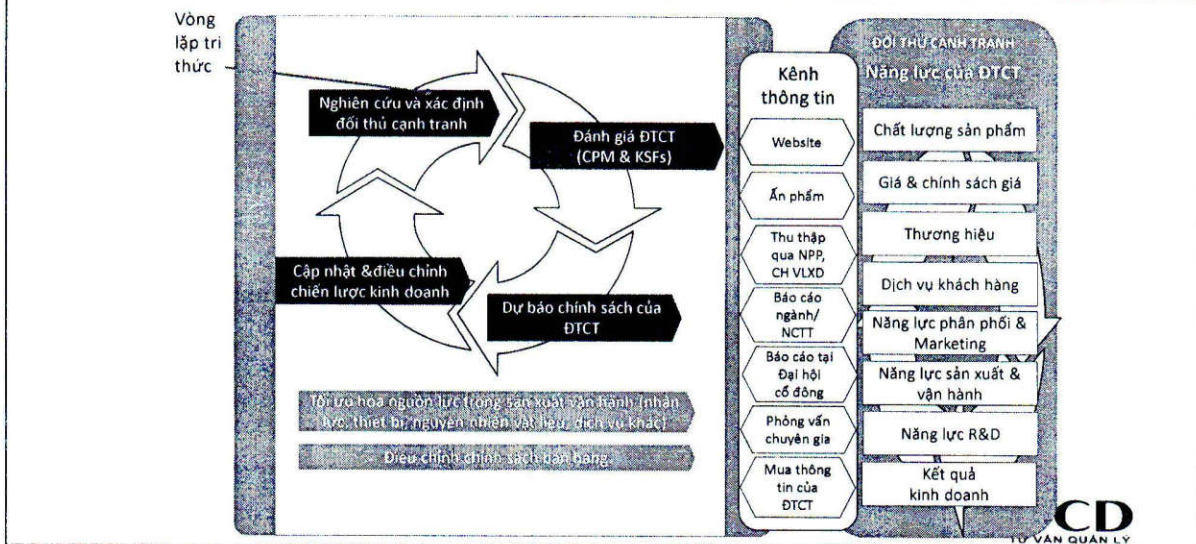 Vòng
lặp tri
thức
Nghiên cứu và xác định
đối thủ cạnh tranh
Đánh giá ĐTCT
(CPM & KSFs)
Cập nhật &điều chỉnh
chiến lược kinh doanh
Dự báo chính sách của
ĐTCT
Tối ưu hoá nguồn lực trong sản xuất vận hành (nhân
lực, thiết bị, nguyên nhiên vật liệu, dịch vụ khác)
Điều chỉnh chính sách bán hàng
Kênh
thông tin
Website
Ấn phẩm
Thu thập
qua NPP,
CH VLXD
Báo cáo
ngành/
NCTT
Báo cáo tại
Đại hội
cổ đông
Phỏng vấn
chuyên gia
Mua thông
tin của
ĐTCT
ĐỐI THỦ CẠNH TRANH
Năng lực của ĐTCT
Chất lượng sản phẩm
Giá & chính sách giá
Thương hiệu
Dịch vụ khách hàng
Năng lực phân phối &
Marketing
Năng lực sản xuất &
vận hành
Năng lực R&D
Kết quả
kinh doanh
CD
TƯ VẤN QUẢN LÝ